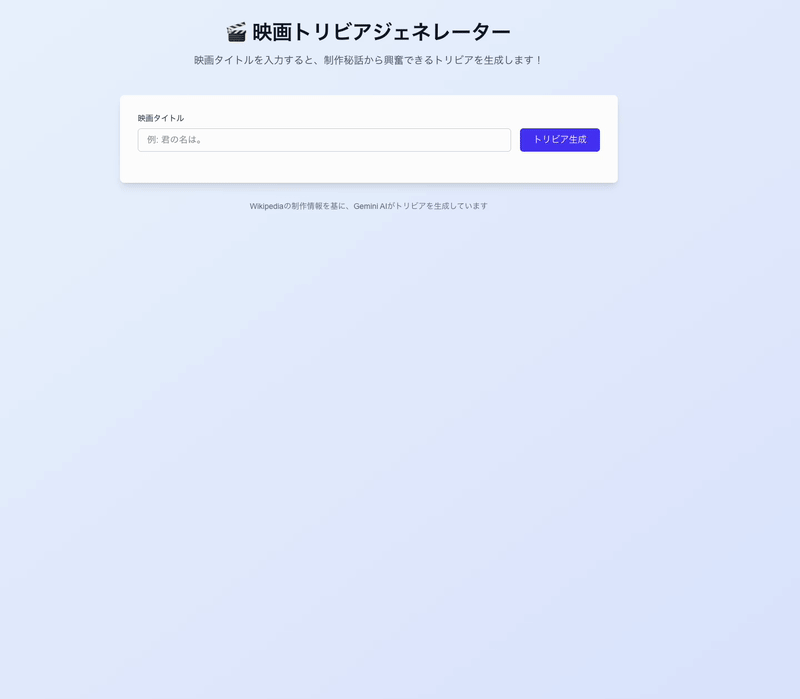 🎬 映画トリビアジェネレーター
映画タイトルを入力すると、制作秘話から興奮できるトリビアを生成します！
映画タイトル
例: 君の名は。
トリビア生成
Wikipediaの制作情報を基に、Gemini AIがトリビアを生成しています